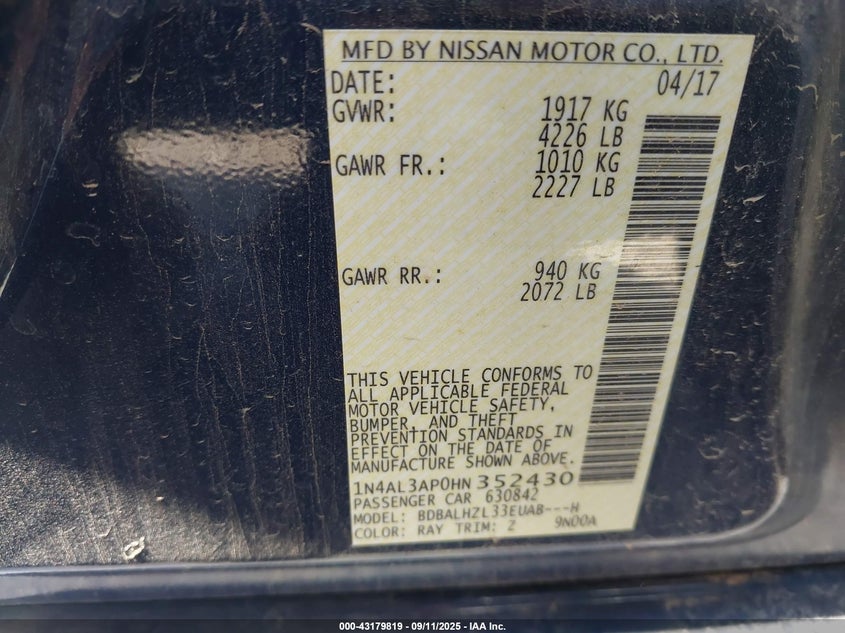 MFD BY NISSAN MOTOR CO., LTD.
DATE: 04/17
GVWR: 1917 KG
4226 LB
GAWR FR.: 1010 KG
2227 LB
GAWR RR.: 940 KG
2072 LB
THIS VEHICLE CONFORMS TO
ALL APPLICABLE FEDERAL
MOTOR VEHICLE SAFETY,
BUMPER, AND THEFT
PREVENTION STANDARDS IN
EFFECT ON THE DATE OF
MANUFACTURE SHOWN ABOVE.
1N4AL3AP0HN352430
PASSENGER CAR 630842
MODEL: BDBALHZL33EUAB---H
COLOR: RAY TRIM: Z 9N00A
000-43179819 - 09/11/2025 - IAA Inc.